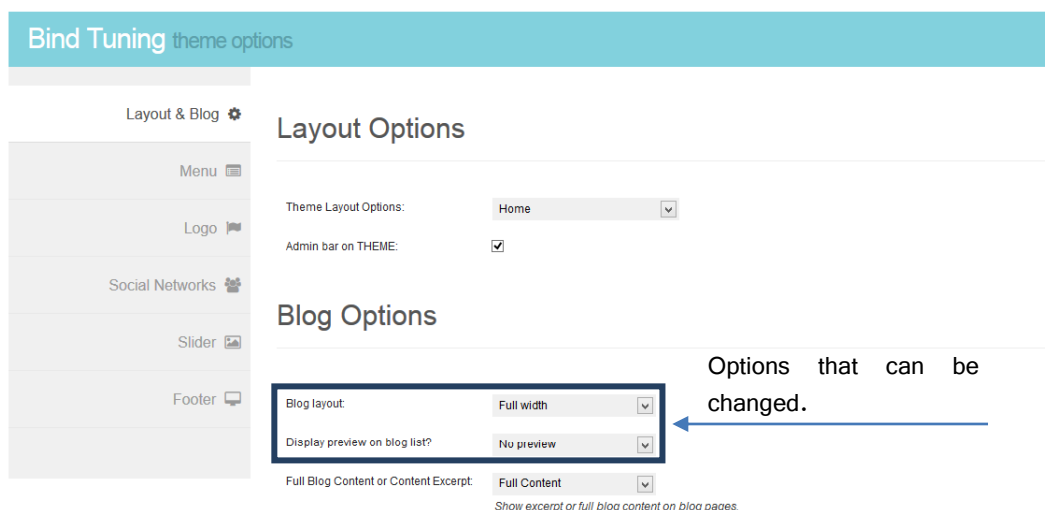 Bind Tuning theme options
Layout & Blog
Menu
Logo
Social Networks
Slider
Footer
Layout Options
Theme Layout Options: Home
Admin bar on THEME:
Blog Options
Options that can be
changed.
Blog layout: Full width
Display preview on blog list? No preview
Full Blog Content or Content Excerpt: Full Content
Show excerpt or full blog content on blog pages.